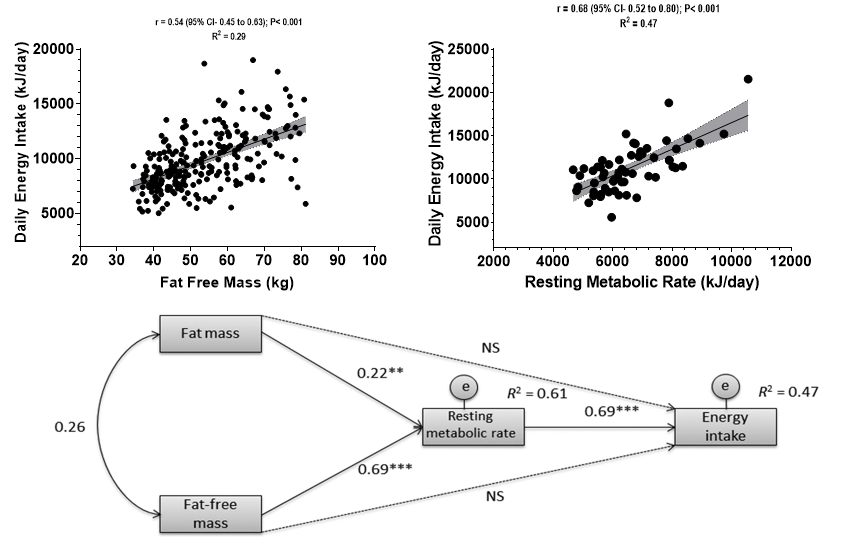 r = 0.54 (95% CI- 0.45 to 0.63); P< 0.001
R² = 0.29
Daily Energy Intake (kJ/day)
20000
15000
10000
5000
20 30 40 50 60 70 80 90 100
Fat Free Mass (kg)
r = 0.68 (95% CI- 0.52 to 0.80); P< 0.001
R² = 0.47
Daily Energy Intake (kJ/day)
25000
20000
15000
10000
5000
2000 4000 6000 8000 10000 12000
Resting Metabolic Rate (kJ/day)
Fat mass
NS
0.22**
e
R² = 0.61
e
R² = 0.47
0.26
Resting
metabolic rate
0.69***
Energy
intake
0.69***
Fat-free
mass
NS